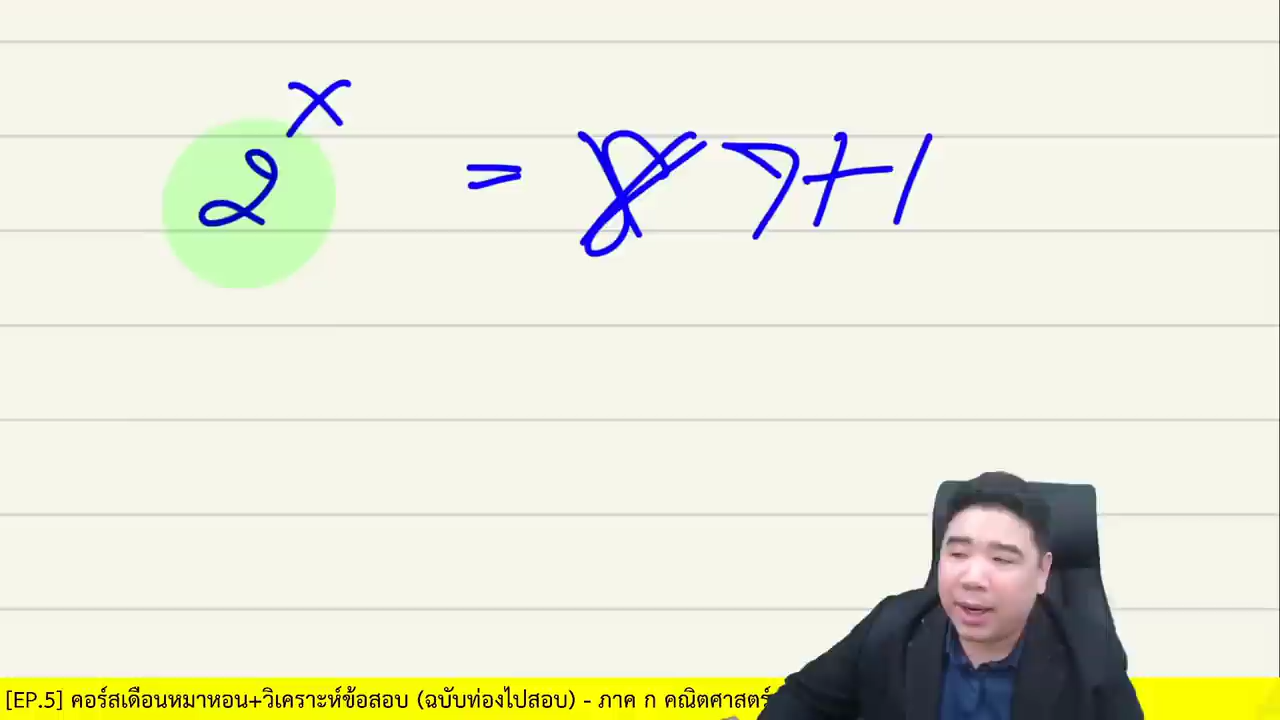 2^x = 8 7+1
[EP.5] คอร์สเดือนหมาหอน+วิเคราะห์ข้อสอบ (ฉบับท่องไปสอบ) - ภาค ก คณิตศาสตร์